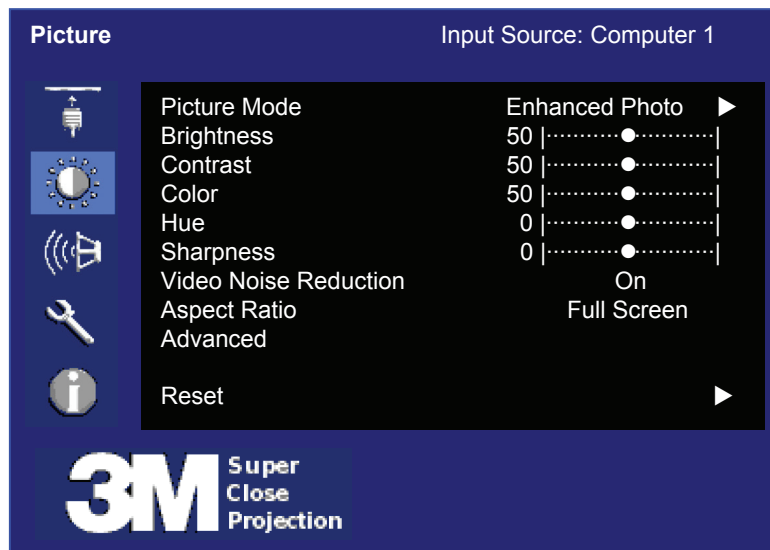 Picture Input Source: Computer 1
Picture Mode Enhanced Photo
Brightness 50
Contrast 50
Color 50
Hue 0
Sharpness 0
Video Noise Reduction On
Aspect Ratio Full Screen
Advanced
Reset
3M
Super
Close
Projection